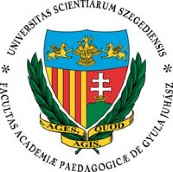 UNIVERSITAS SCIENTIARUM SZEGEDIENSIS
* FACULTAS ACADEMIÆ PAEDAGOGICÆ DE GYULA JUHÁSZ *
AGES QUOD
AGIS